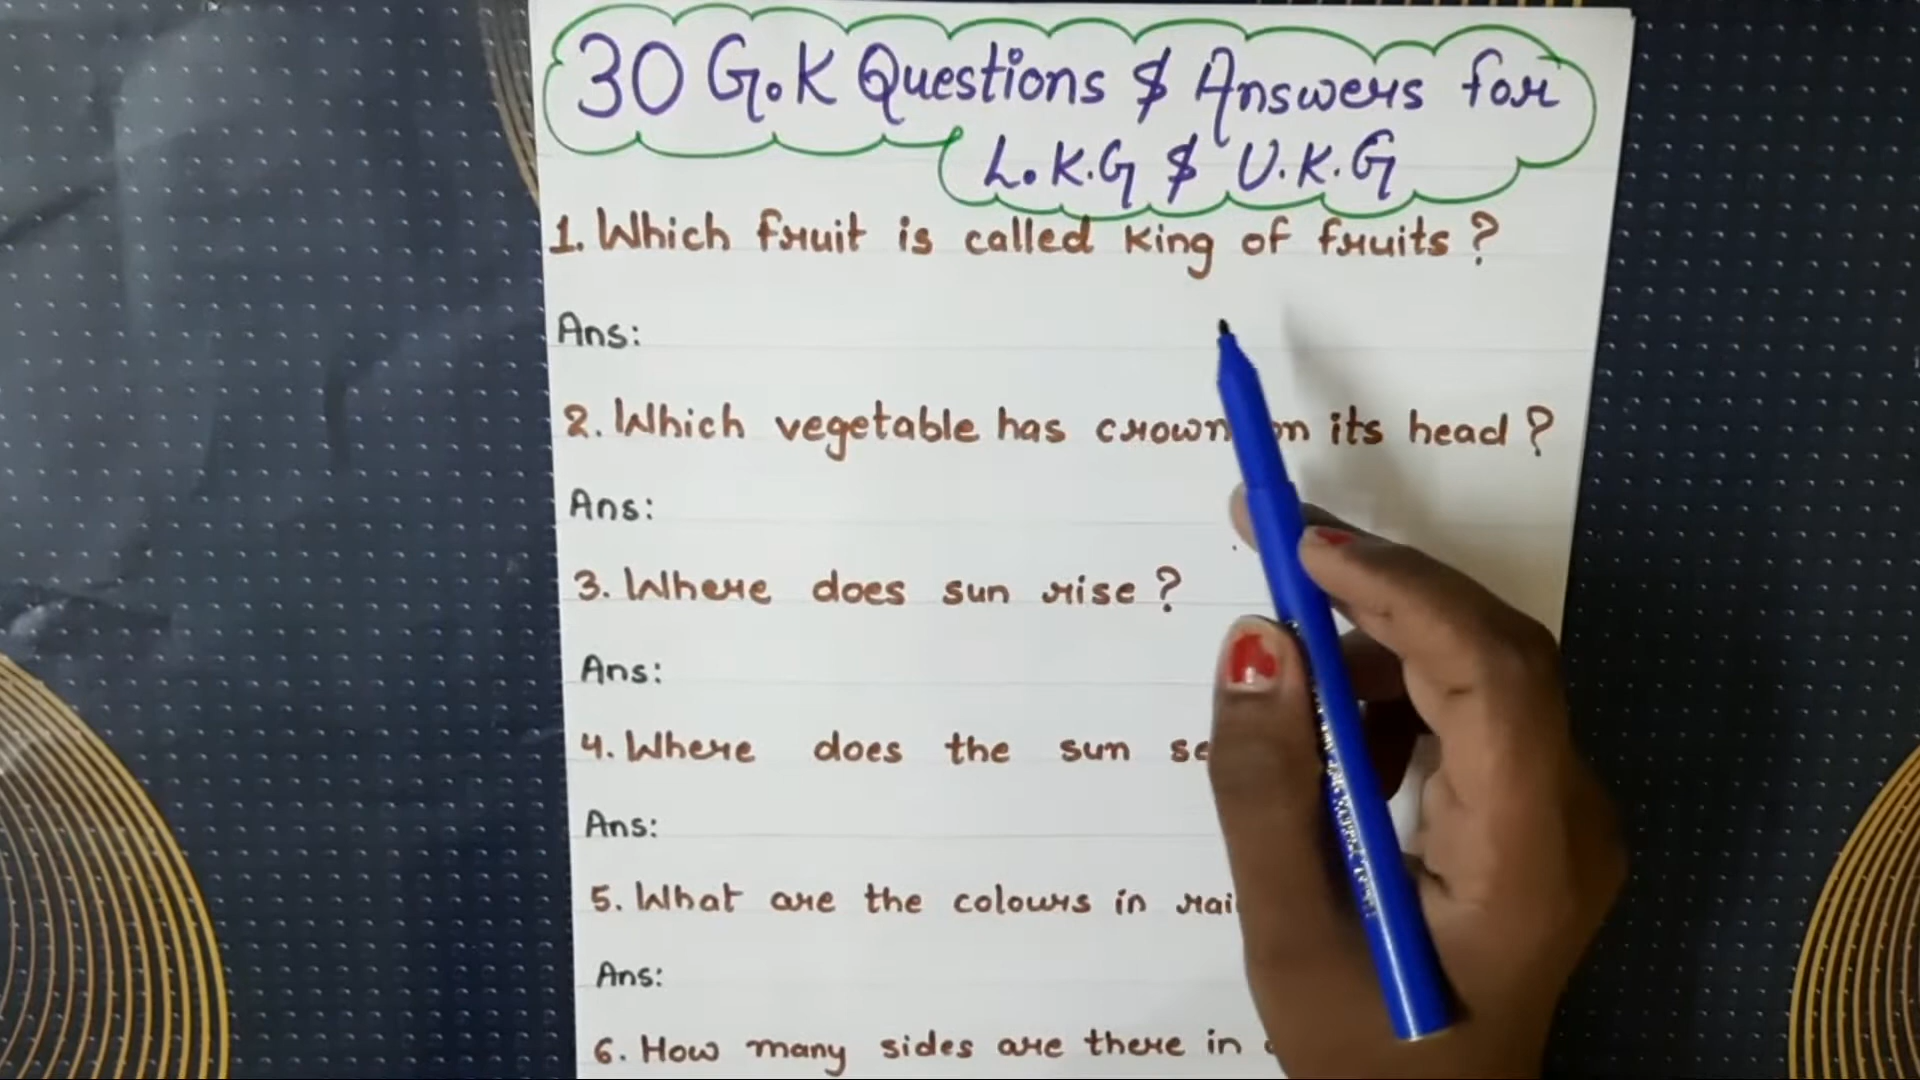 30 G.K Questions & Answers for
L.K.G & U.K.G
1. Which fruit is called King of fruits ?
Ans:
2. Which vegetable has crown on its head ?
Ans:
3. Where does sun rise ?
Ans:
4. Where does the sun
Ans:
5. What are the colours in
Ans:
6. How many sides are there in